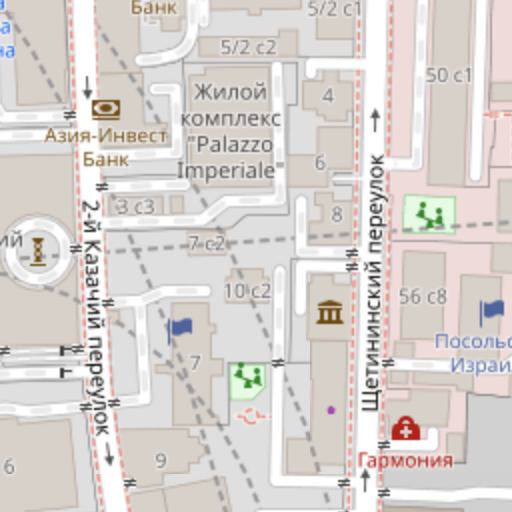 Банк
5/2 с1
5/2 с2
50 с1
Жилой
комплекс
"Palazzo
Imperiale"
4
Азия-Инвест
Банк
6
3 с3
8
7 с2
ий
2-й Казачий переулок
Щетининский переулок
10 с2
56 с8
Посольс
Израи
7
9
6
Гармония